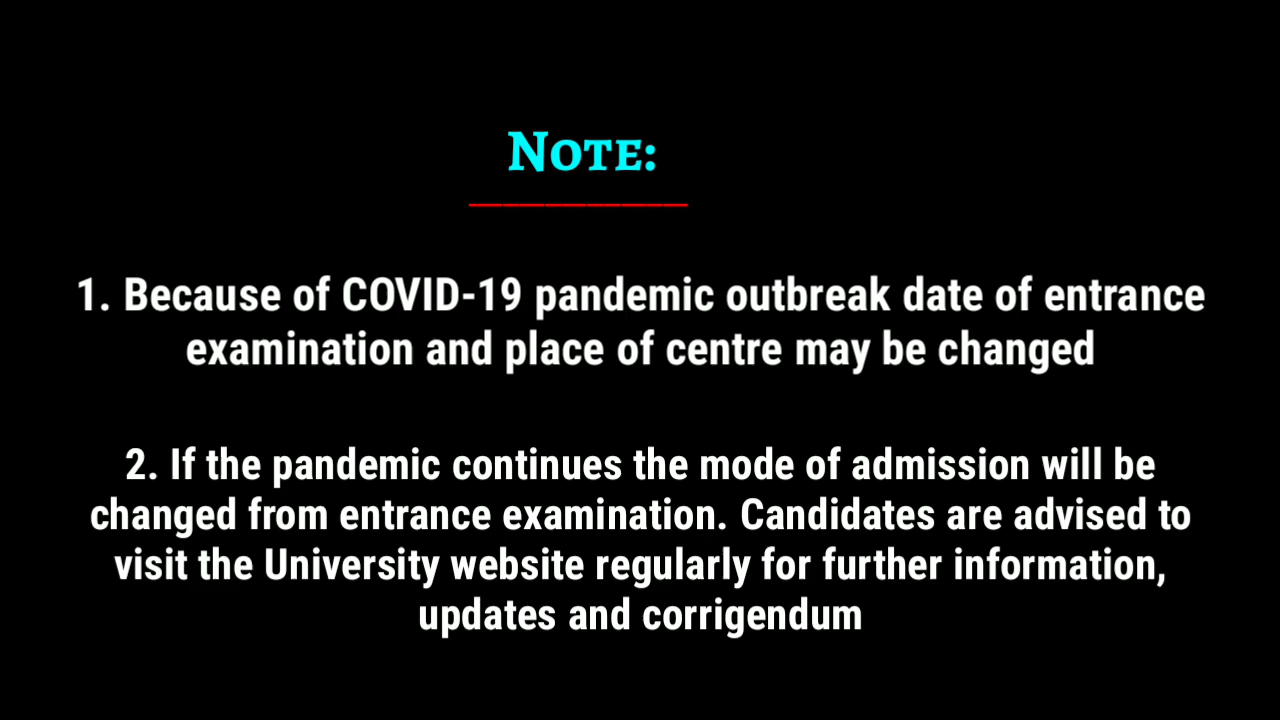 NOTE:
1. Because of COVID-19 pandemic outbreak date of entrance
examination and place of centre may be changed
2. If the pandemic continues the mode of admission will be
changed from entrance examination. Candidates are advised to
visit the University website regularly for further information,
updates and corrigendum